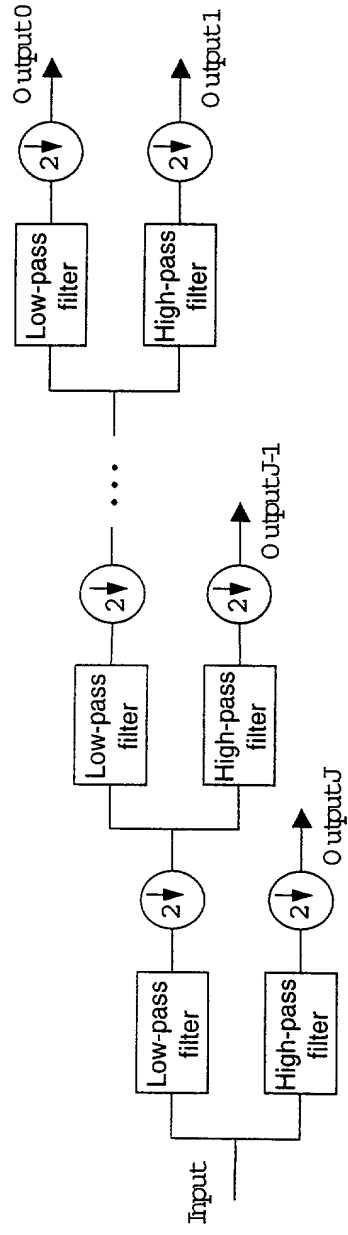 Input
Low-pass
filter
2
High-pass
filter
2
Output J
Low-pass
filter
2
High-pass
filter
2
Output J-1
...
Low-pass
filter
2
Output 0
High-pass
filter
2
Output 1